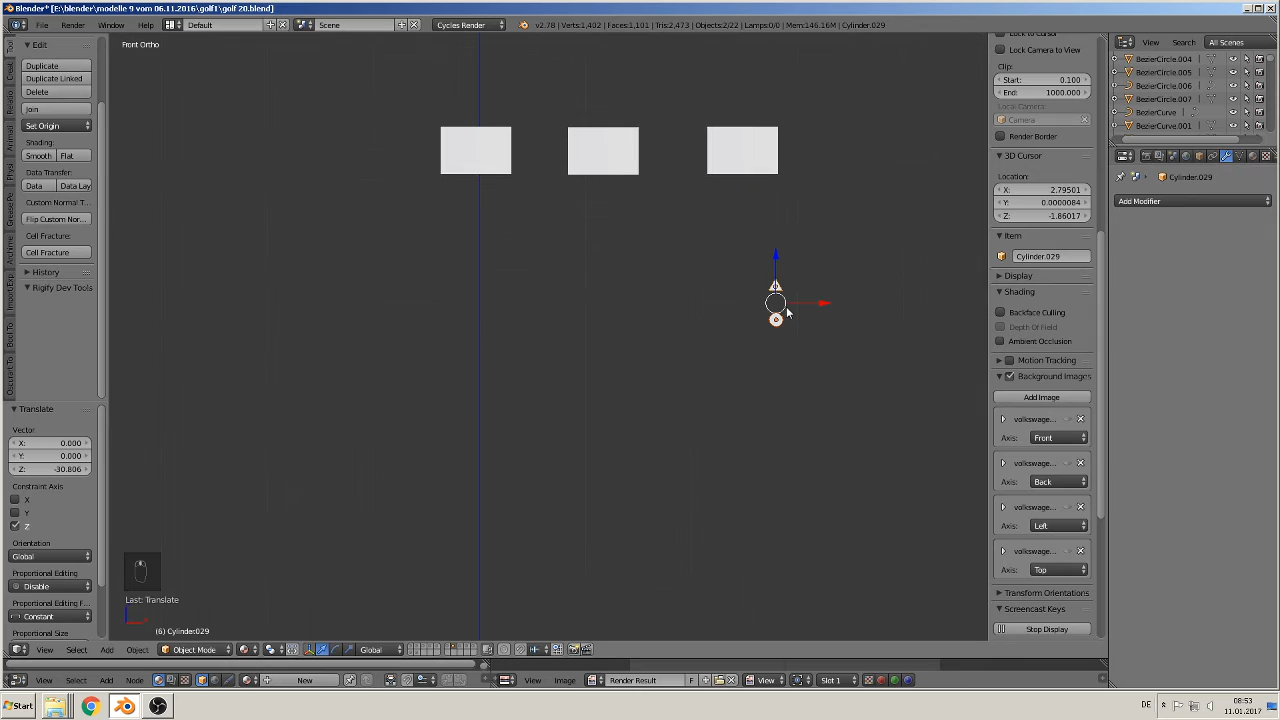 Blender* [E:\blender\modelle 9 vom 06.11.2016\golf1\golf 20.blend]
File Render Window Help Default Scene Cycles Render v2.78 | Verts:1,402 | Faces:1,101 | Tris:2,473 | Objects:2/22 | Lamps:0/0 | Mem:146.16M | Cylinder.029
Front Ortho
Edit
Duplicate
Duplicate Linked
Delete
Join
Set Origin
Shading:
Smooth Flat
Data Transfer:
Data Data Lay
Custom Normal T...
Flip Custom Nor...
Cell Fracture:
Cell Fracture
History
Rigify Dev Tools
Translate
Vector
X: 0.000
Y: 0.000
Z: -30.806
Constraint Axis
X
Y
Z
Orientation
Global
Proportional Editing
Disable
Proportional Editing F...
Constant
Proportional Size
Last: Translate
(6) Cylinder.029
Lock Camera to View
Clip:
Start: 0.100
End: 1000.000
Local Camera:
Camera
Render Border
3D Cursor
Location:
X: 2.79501
Y: 0.0000084
Z: -1.86017
Item
Cylinder.029
Display
Shading
Backface Culling
Depth Of Field
Ambient Occlusion
Motion Tracking
Background Images
Add Image
volkswage...
Axis: Front
volkswage...
Axis: Back
volkswage...
Axis: Left
volkswage...
Axis: Top
Transform Orientations
Screencast Keys
Stop Display
View Search All Scenes
BezierCircle.004
BezierCircle.005
BezierCircle.006
BezierCircle.007
BezierCurve
BezierCurve.001
Cylinder.029
Add Modifier
View Select Add Object Object Mode Global
View Select Add Node New View Image Render Result F View Slot 1
Start DE 08:53
11.01.2017